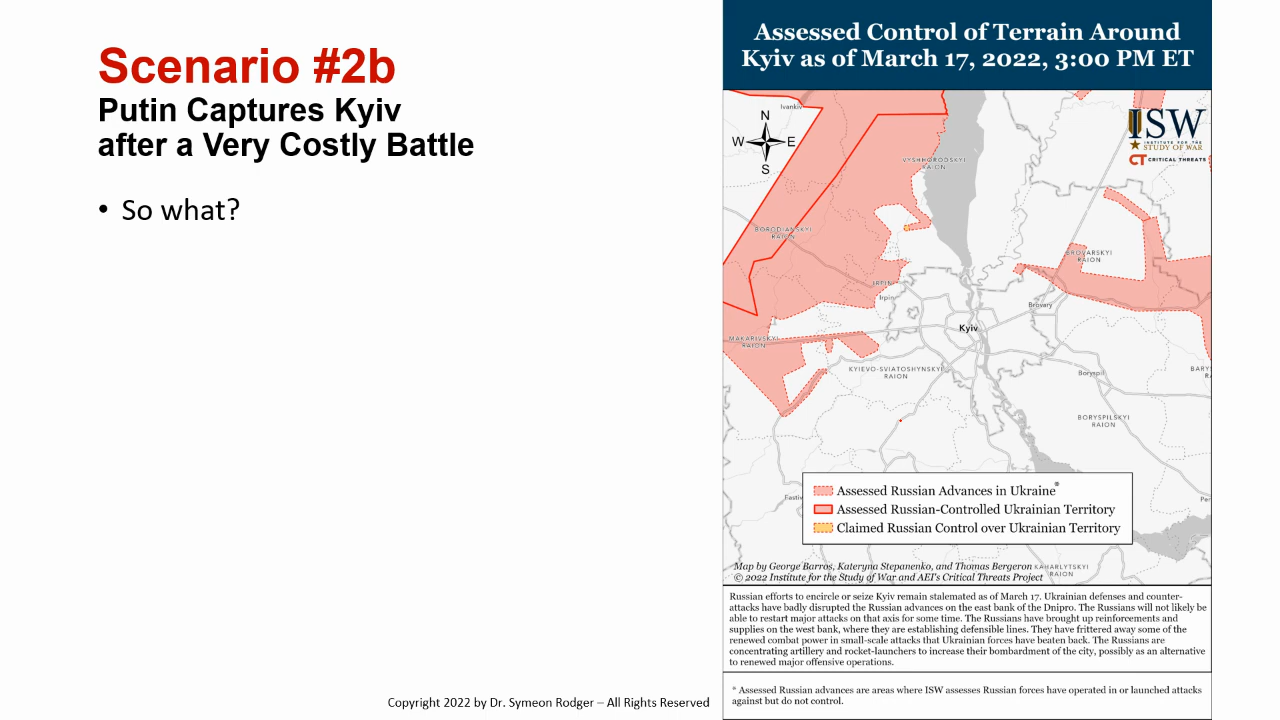 Scenario #2b
Putin Captures Kyiv
after a Very Costly Battle
• So what?
Copyright 2022 by Dr. Symeon Rodger – All Rights Reserved
Assessed Control of Terrain Around
Kyiv as of March 17, 2022, 3:00 PM ET
Ivankiv
N
W E
S
ISW
INSTITUTE FOR THE
STUDY OF WAR
CT CRITICAL THREATS
VYSHHORODSKYI
RAION
BORODIANSKYI
RAION
BROVARSKYI
RAION
IRPIN
Irpin
Brovary
Kyiv
MAKARIVSKYI
RAION
KYIEVO-SVIATOSHYNSKYI
RAION
Boryspil
BORYSPILSKYI
RAION
Assessed Russian Advances in Ukraine*
Assessed Russian-Controlled Ukrainian Territory
Claimed Russian Control over Ukrainian Territory
Map by George Barros, Kateryna Stepanenko, and Thomas Bergeron
© 2022 Institute for the Study of War and AEI's Critical Threats Project
KAHARLYTSKYI
RAION
Russian efforts to encircle or seize Kyiv remain stalemated as of March 17. Ukrainian defenses and counter-
attacks have badly disrupted the Russian advances on the east bank of the Dnipro. The Russians will not likely be
able to restart major attacks on that axis for some time. The Russians have brought up reinforcements and
supplies on the west bank, where they are establishing defensible lines. They have frittered away some of the
renewed combat power in small-scale attacks that Ukrainian forces have beaten back. The Russians are
concentrating artillery and rocket-launchers to increase their bombardment of the city, possibly as an alternative
to renewed major offensive operations.
* Assessed Russian advances are areas where ISW assesses Russian forces have operated in or launched attacks
against but do not control.